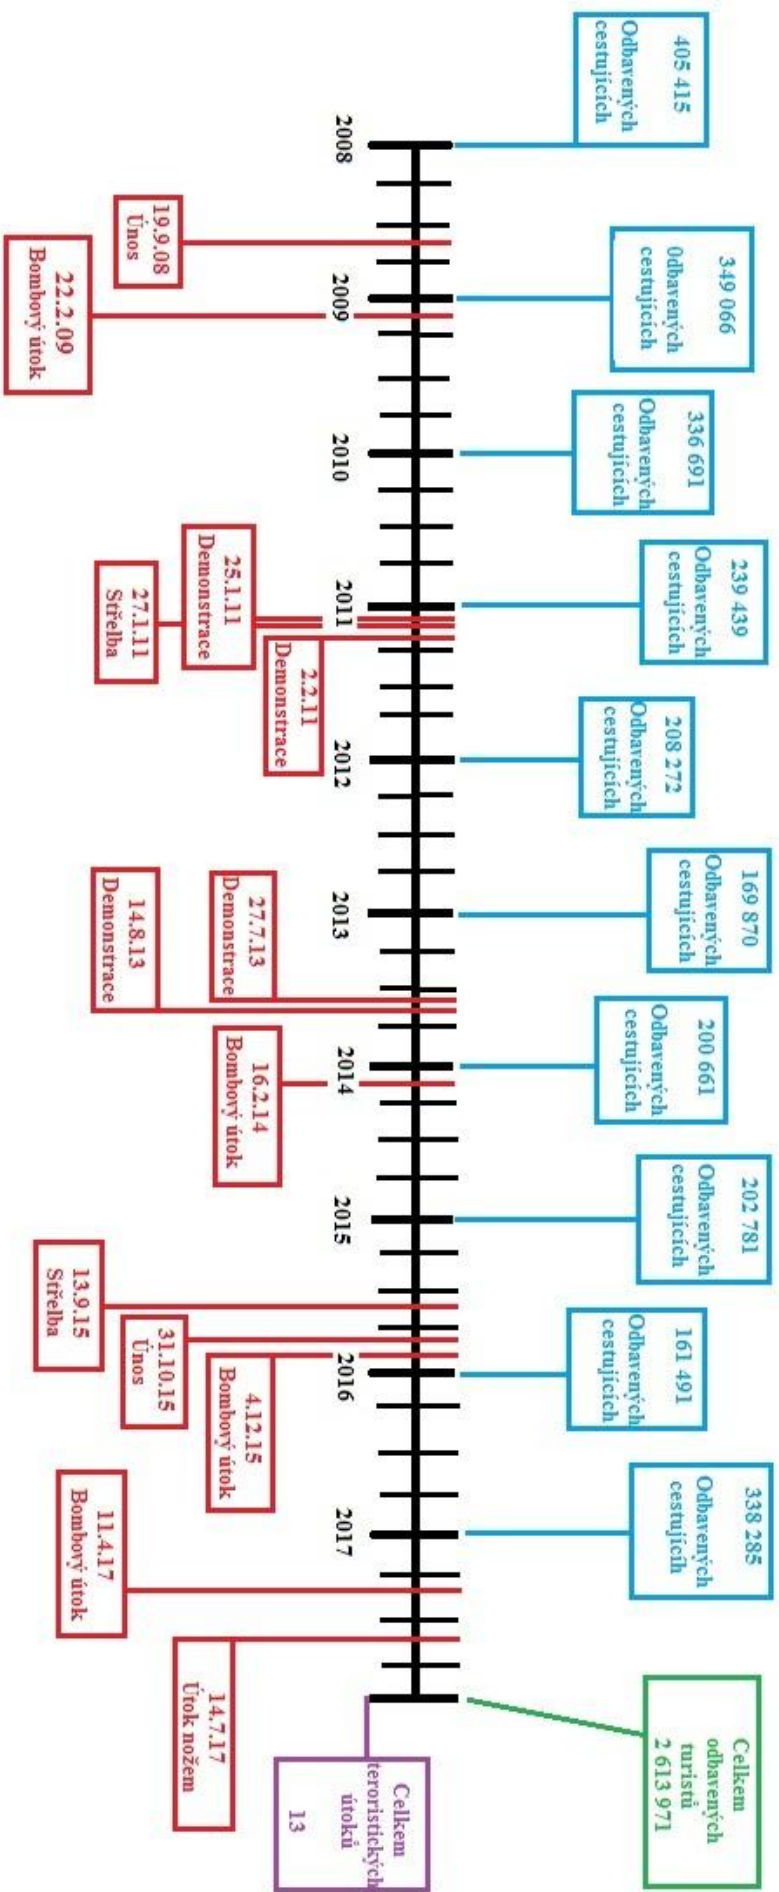 405 415
Odbavených
cestujících
349 066
0dbavených
cestujících
336 691
Odbavených
cestujících
239 439
Odbavených
cestujících
208 272
Odbavených
cestujících
169 870
Odbavených
cestujících
200 661
Odbavených
cestujících
202 781
Odbavených
cestujících
161 491
Odbavených
cestujících
338 285
Odbavených
cestujícíh
Celkem
odbavených
turistů
2 613 971
2008
2009
2010
2011
2012
2013
2014
2015
2016
2017
19.9.08
Únos
22.2.09
Bombový útok
25.1.11
Demonstrace
27.1.11
Střelba
2.2.11
Demonstrace
27.7.13
Demonstrace
14.8.13
Demonstrace
16.2.14
Bombový útok
13.9.15
Střelba
31.10.15
Únos
4.12.15
Bombový útok
11.4.17
Bombový útok
14.7.17
Útok nožem
Celkem
teroristických
útoků
13